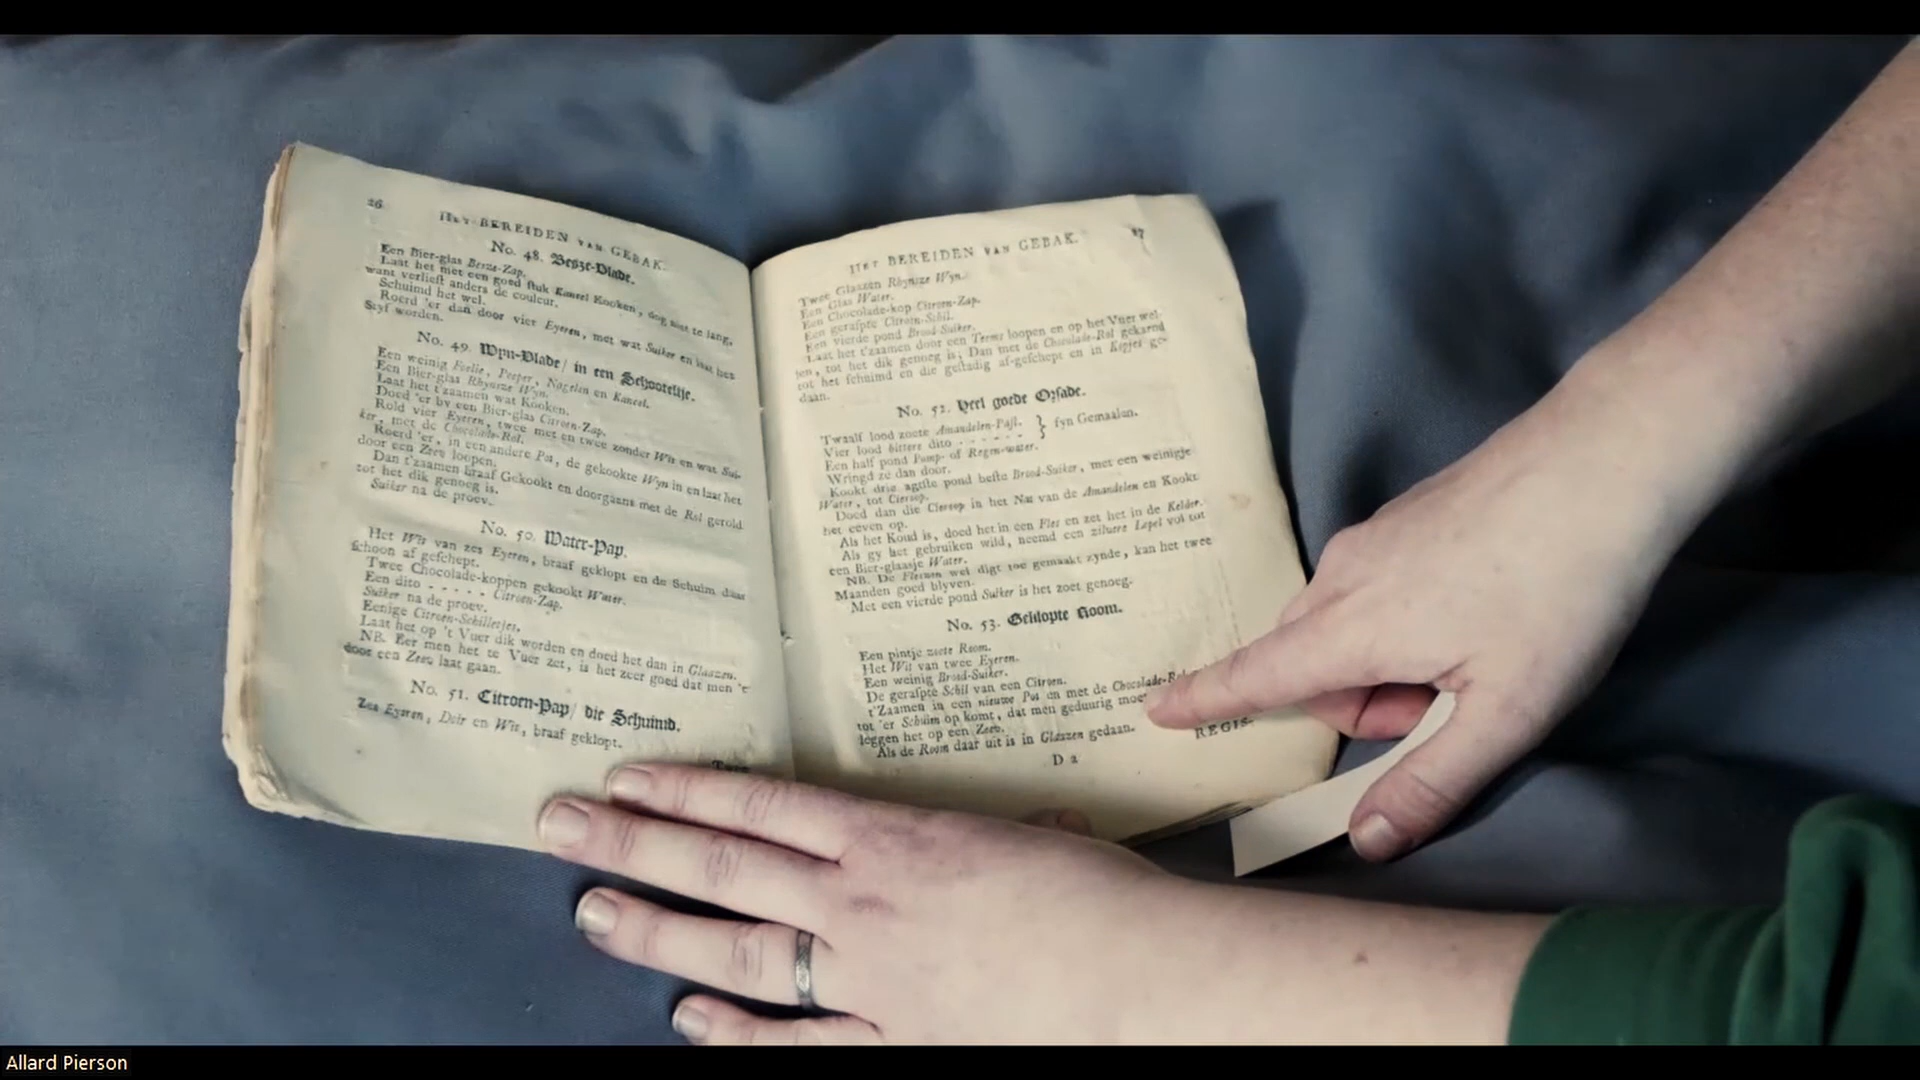 26
HET BEREIDEN VAN GEBAK.
No. 48. Besze-Vlade.
Een Bier-glas Besze-Zap.
Laat het met een goed stuk Kaneel Kooken, dog niet te lang,
want verliest anders de couleur.
Schuimd het wel.
Roerd 'er dan door vier Eyeren, met wat Suiker en laat het
Styf worden.
No. 49. Wyn-Vlade/ in een Schooteltje.
Een weinig Foelie, Peeper, Nagelen en Kaneel.
Een Bier-glas Rhynsze Wyn.
Laat het t'zaamen wat Kooken.
Doed 'er by een Bier-glas Citroen-Zap.
Rold vier Eyeren, twee met en twee zonder Wit en wat Sui-
ker, met de Chocolade-Rol.
Roerd 'er, in een andere Pot, de gekookte Wyn in en laat het
door een Zeev loopen.
Dan t'zaamen braaf Gekookt en doorgaans met de Rol gerold
tot het dik genoeg is.
Suiker na de proev.
No. 50. Water-Pap.
Het Wit van zes Eyeren, braaf geklopt en de Schuim daar
schoon af geschept.
Twee Chocolade-koppen gekookt Water.
Een dito - - - - - Citroen-Zap.
Suiker na de proev.
Eenige Citroen-Schilletjes.
Laat het op 't Vuer dik worden en doed het dan in Glaazen.
NB. Eer men het te Vuer zet, is het zeer goed dat men 'e
door een Zeev laat gaan.
No. 51. Citroen-Pap/ die Schuimd.
Zes Eyeren, Doir en Wit, braaf geklopt.
Twee
HET BEREIDEN VAN GEBAK. 27
Twee Glaazen Rhynsze Wyn.
Een Glas Water.
Een Chocolade-kop Citroen-Zap.
Een geraspte Citroen-Schil.
Een vierde pond Brood-Suiker.
Laat het t'zaamen door een Teems loopen en op het Vuer wel-
len, tot het dik genoeg is; Dan met de Chocolade-Rol gekarnd
tot het schuimd en die gestadig af-geschept en in Kopjes ge-
daan.
No. 52. Heel goede Orsade.
Twaalf lood zoete Amandelen-Past. } fyn Gemaalen.
Vier lood bittere dito - - - - - -
Een half pond Pomp- of Regen-water.
Wringd ze dan door.
Kookt drie agtste pond beste Brood-Suiker, met een weinigje
Water, tot Cieroop.
Doed dan die Cieroop in het Nat van de Amandelen en Kookt
het eeven op.
Als het Koud is, doed het in een Fles en zet het in de Kelder.
Als gy het gebruiken wild, neemd een zilvere Lepel vol tot
een Bier-glaasje Water.
NB. De Flessen wel digt toe gemaakt zynde, kan het twee
Maanden goed blyven.
Met een vierde pond Suiker is het zoet genoeg.
No. 53. Geklopte Room.
Een pintje zoete Room.
Het Wit van twee Eyeren.
Een weinig Brood-Suiker.
De geraspte Schil van een Citroen.
t'Zaamen in een nieuwe Pot en met de Chocolade-Rol
tot 'er Schuim op komt, dat men geduurig moet
leggen het op een Zeev.
Als de Room daar uit is in Glaazen gedaan.
D 2
REGIS-
Allard Pierson